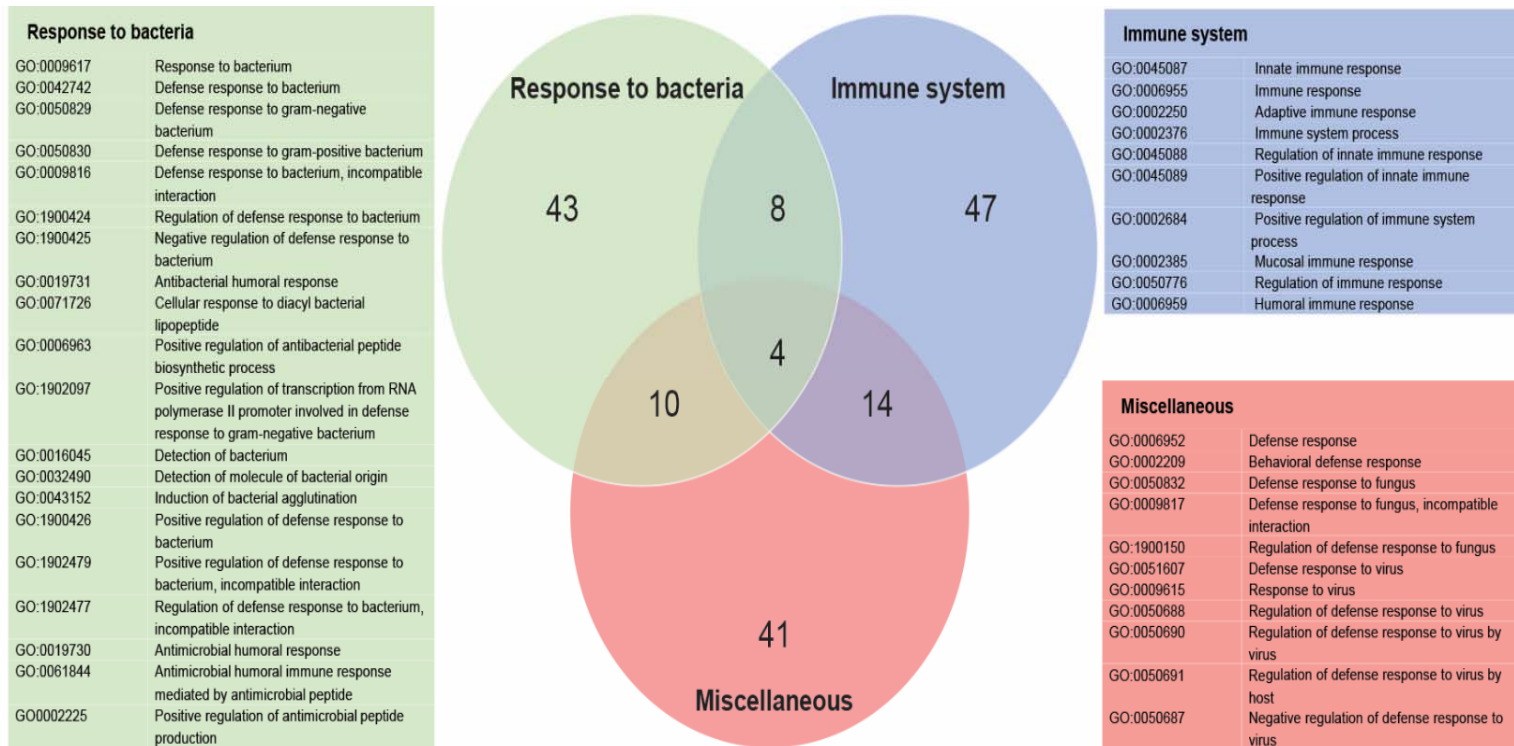 Response to bacteria
GO:0009617 Response to bacterium
GO:0042742 Defense response to bacterium
GO:0050829 Defense response to gram-negative
bacterium
GO:0050830 Defense response to gram-positive bacterium
GO:0009816 Defense response to bacterium, incompatible
interaction
GO:1900424 Regulation of defense response to bacterium
GO:1900425 Negative regulation of defense response to
bacterium
GO:0019731 Antibacterial humoral response
GO:0071726 Cellular response to diacyl bacterial
lipopeptide
GO:0006963 Positive regulation of antibacterial peptide
biosynthetic process
GO:1902097 Positive regulation of transcription from RNA
polymerase II promoter involved in defense
response to gram-negative bacterium
GO:0016045 Detection of bacterium
GO:0032490 Detection of molecule of bacterial origin
GO:0043152 Induction of bacterial agglutination
GO:1900426 Positive regulation of defense response to
bacterium
GO:1902479 Positive regulation of defense response to
bacterium, incompatible interaction
GO:1902477 Regulation of defense response to bacterium,
incompatible interaction
GO:0019730 Antimicrobial humoral response
GO:0061844 Antimicrobial humoral immune response
mediated by antimicrobial peptide
GO0002225 Positive regulation of antimicrobial peptide
production
Response to bacteria Immune system
43 8 47
4
10 14
41
Miscellaneous
Immune system
GO:0045087 Innate immune response
GO:0006955 Immune response
GO:0002250 Adaptive immune response
GO:0002376 Immune system process
GO:0045088 Regulation of innate immune response
GO:0045089 Positive regulation of innate immune
response
GO:0002684 Positive regulation of immune system
process
GO:0002385 Mucosal immune response
GO:0050776 Regulation of immune response
GO:0006959 Humoral immune response
Miscellaneous
GO:0006952 Defense response
GO:0002209 Behavioral defense response
GO:0050832 Defense response to fungus
GO:0009817 Defense response to fungus, incompatible
interaction
GO:1900150 Regulation of defense response to fungus
GO:0051607 Defense response to virus
GO:0009615 Response to virus
GO:0050688 Regulation of defense response to virus
GO:0050690 Regulation of defense response to virus by
virus
GO:0050691 Regulation of defense response to virus by
host
GO:0050687 Negative regulation of defense response to
virus